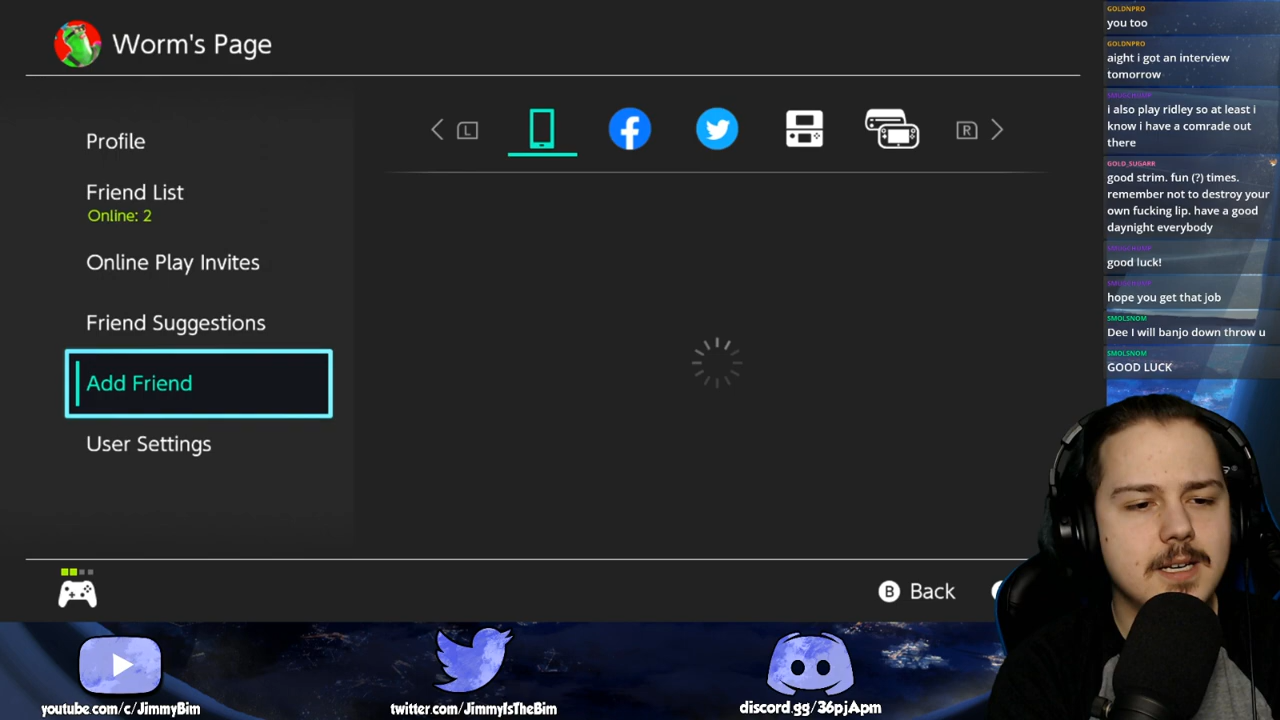 Worm's Page
Profile
Friend List
Online: 2
Online Play Invites
Friend Suggestions
Add Friend
User Settings
L
R
B Back
GOLDNPRO
you too
GOLDNPRO
aight i got an interview
tomorrow
i also play ridley so at least i
know i have a comrade out
there
GOLD_SUGARR
good strim. fun (?) times.
remember not to destroy your
own fucking lip. have a good
daynight everybody
good luck!
hope you get that job
SMOLSNOM
Dee I will banjo down throw u
SMOLSNOM
GOOD LUCK
youtube.com/c/JimmyBim
twitter.com/JimmyIsTheBim
discord.gg/36pjApm